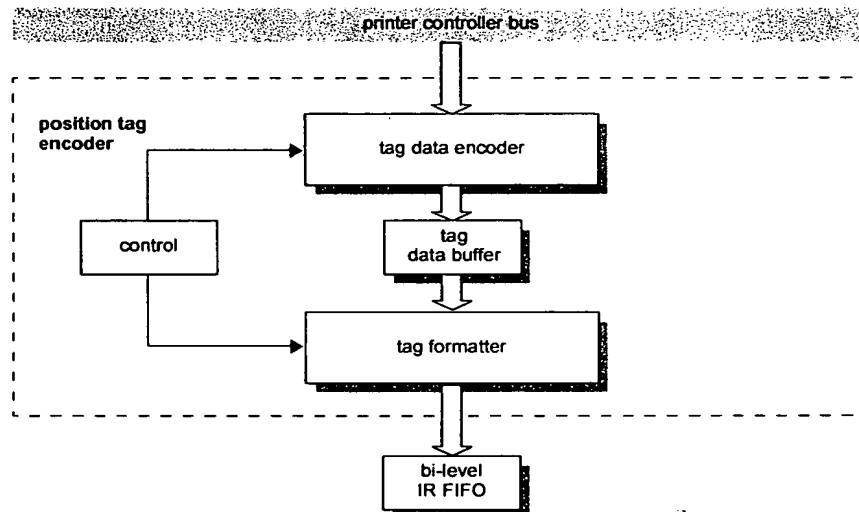 printer controller bus
position tag
encoder
tag data encoder
control
tag
data buffer
tag formatter
bi-level
IR FIFO